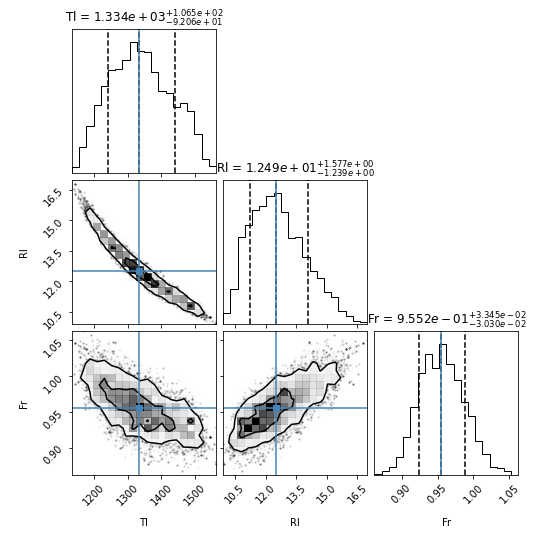 Tl = 1.334e+03+1.065e+02
−9.206e+01
Rl
16.5
15.0
13.5
12.0
10.5
Rl = 1.249e+01+1.577e+00
−1.239e+00
Fr
1.05
1.00
0.95
0.90
Fr = 9.552e−01+3.345e−02
−3.030e−02
1200 1300 1400 1500
10.5 12.0 13.5 15.0 16.5
0.90 0.95 1.00 1.05
Tl Rl Fr